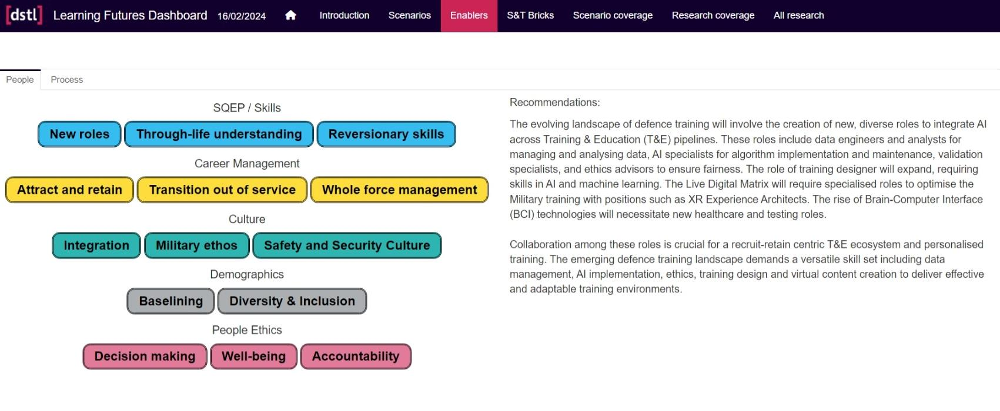 [dstl] Learning Futures Dashboard 16/02/2024 Introduction Scenarios Enablers S&T Bricks Scenario coverage Research coverage All research
People Process
SQEP / Skills
New roles Through-life understanding Reversionary skills
Career Management
Attract and retain Transition out of service Whole force management
Culture
Integration Military ethos Safety and Security Culture
Demographics
Baselining Diversity & Inclusion
People Ethics
Decision making Well-being Accountability
Recommendations:
The evolving landscape of defence training will involve the creation of new, diverse roles to integrate AI
across Training & Education (T&E) pipelines. These roles include data engineers and analysts for
managing and analysing data, AI specialists for algorithm implementation and maintenance, validation
specialists, and ethics advisors to ensure fairness. The role of training designer will expand, requiring
skills in AI and machine learning. The Live Digital Matrix will require specialised roles to optimise the
Military training with positions such as XR Experience Architects. The rise of Brain-Computer Interface
(BCI) technologies will necessitate new healthcare and testing roles.
Collaboration among these roles is crucial for a recruit-retain centric T&E ecosystem and personalised
training. The emerging defence training landscape demands a versatile skill set including data
management, AI implementation, ethics, training design and virtual content creation to deliver effective
and adaptable training environments.